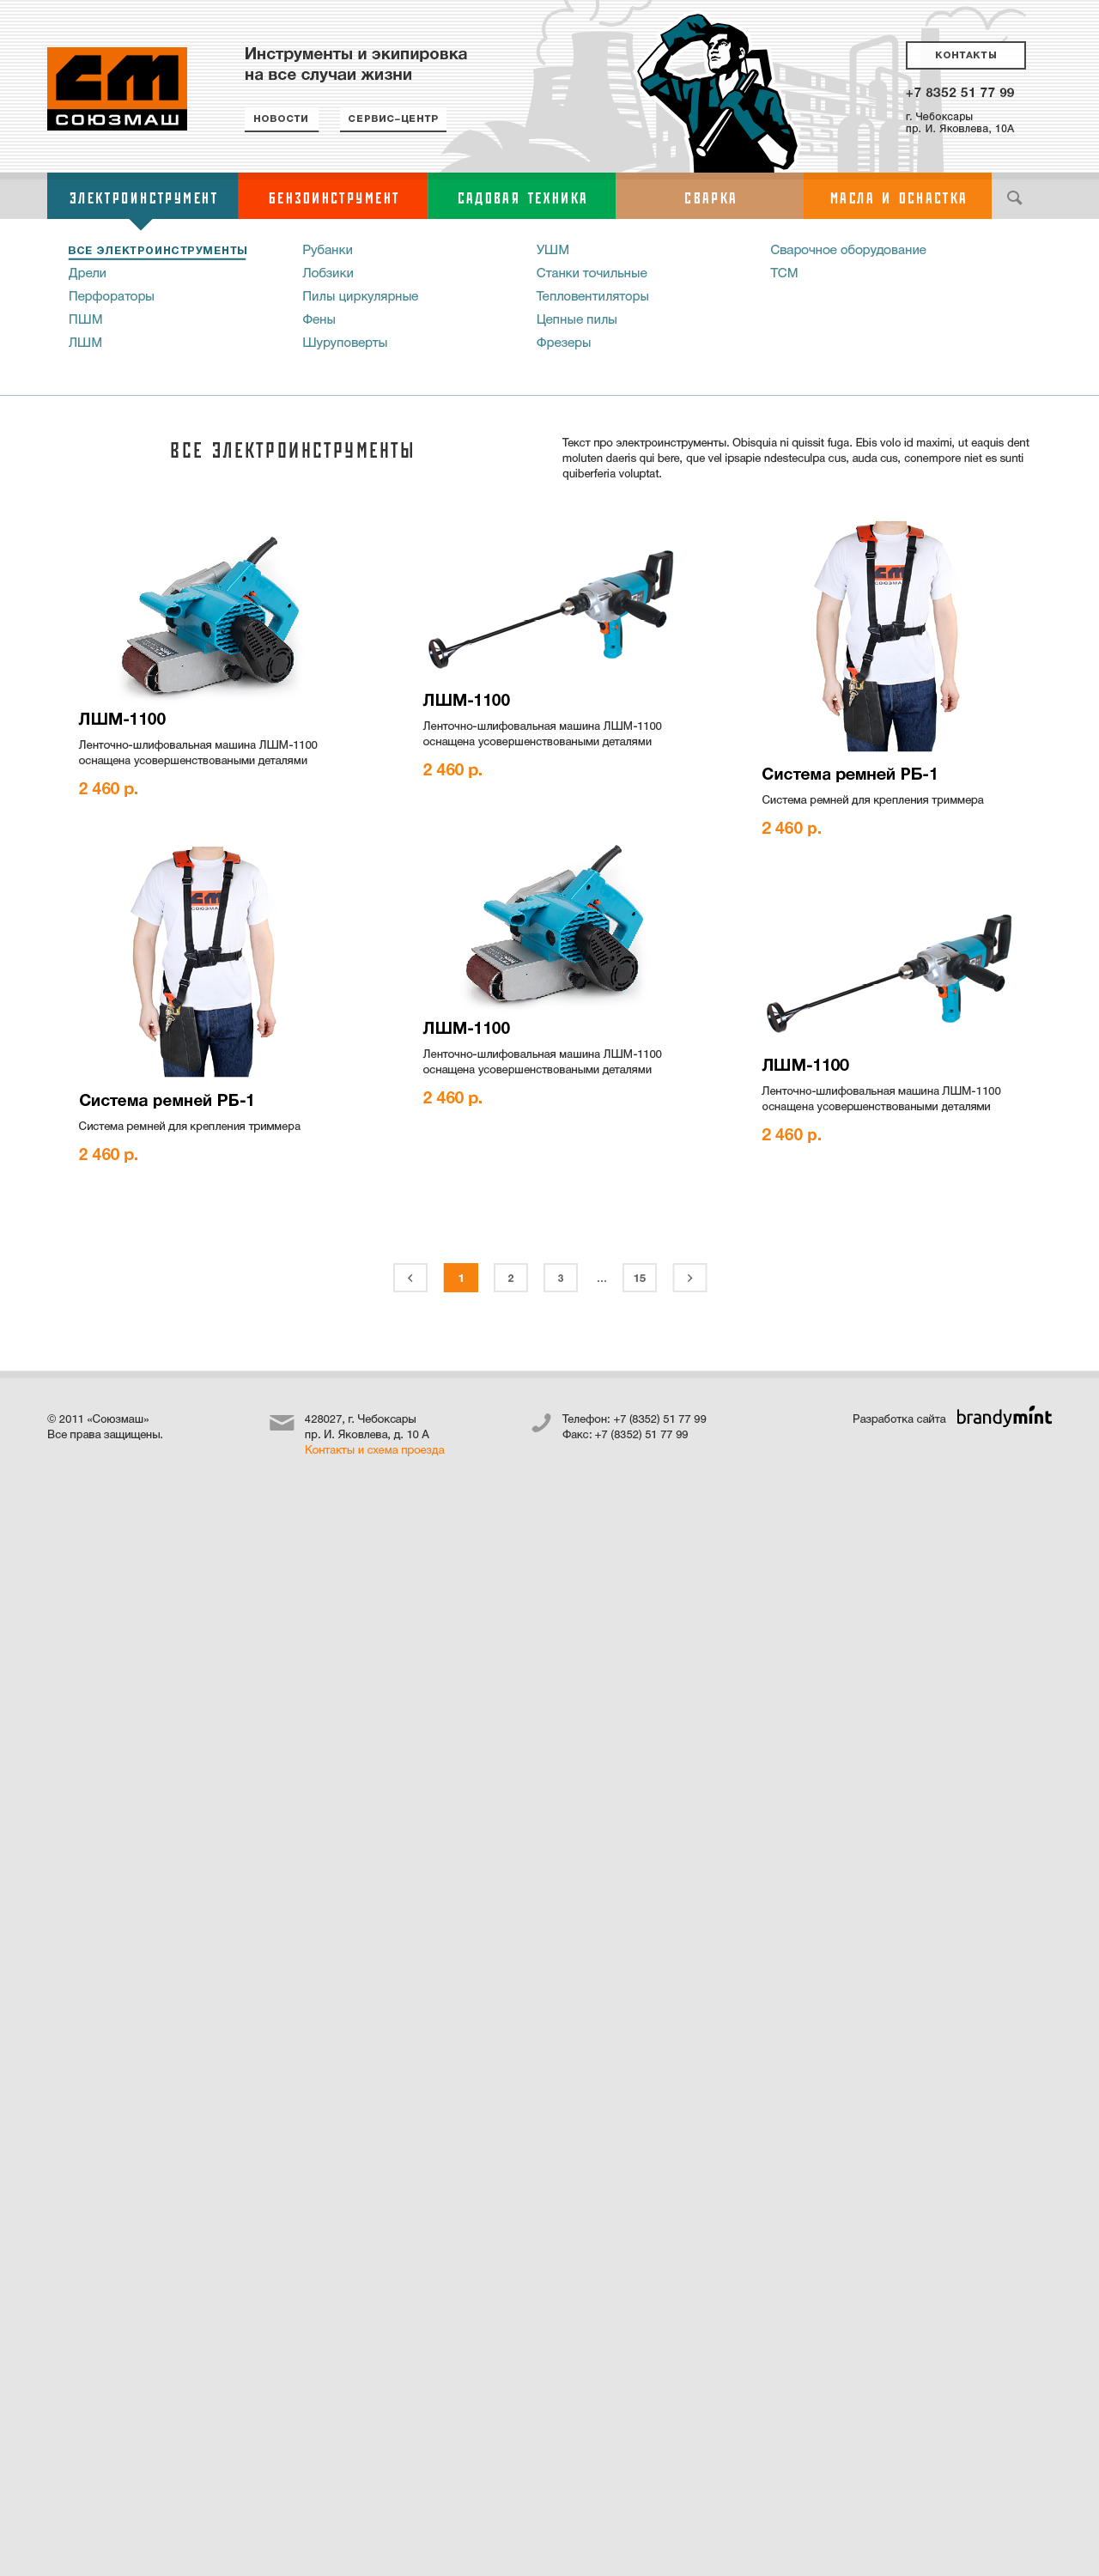 СМ
СОЮЗМАШ
Инструменты и экипировка
на все случаи жизни
НОВОСТИ
СЕРВИС–ЦЕНТР
КОНТАКТЫ
+7 8352 51 77 99
г. Чебоксары
пр. И. Яковлева, 10А
ЭЛЕКТРОИНСТРУМЕНТ
БЕНЗОИНСТРУМЕНТ
САДОВАЯ ТЕХНИКА
СВАРКА
МАСЛА И ОСНАСТКА
ВСЕ ЭЛЕКТРОИНСТРУМЕНТЫ
Дрели
Перфораторы
ПШМ
ЛШМ
Рубанки
Лобзики
Пилы циркулярные
Фены
Шуруповерты
УШМ
Станки точильные
Тепловентиляторы
Цепные пилы
Фрезеры
Сварочное оборудование
ТСМ
ВСЕ ЭЛЕКТРОИНСТРУМЕНТЫ
Текст про электроинструменты. Obisquia ni quissit fuga. Ebis volo id maximi, ut eaquis dent
moluten daeris qui bere, que vel ipsapie ndesteculpa cus, auda cus, conempore niet es sunti
quiberferia voluptat.
ЛШМ-1100
Ленточно-шлифовальная машина ЛШМ-1100
оснащена усовершенствоваными деталями
2 460 р.
ЛШМ-1100
Ленточно-шлифовальная машина ЛШМ-1100
оснащена усовершенствоваными деталями
2 460 р.
СМ
СОЮЗМАШ
Система ремней РБ-1
Система ремней для крепления триммера
2 460 р.
СМ
СОЮЗМАШ
Система ремней РБ-1
Система ремней для крепления триммера
2 460 р.
ЛШМ-1100
Ленточно-шлифовальная машина ЛШМ-1100
оснащена усовершенствоваными деталями
2 460 р.
ЛШМ-1100
Ленточно-шлифовальная машина ЛШМ-1100
оснащена усовершенствоваными деталями
2 460 р.
1 2 3 ... 15
© 2011 «Союзмаш»
Все права защищены.
428027, г. Чебоксары
пр. И. Яковлева, д. 10 А
Контакты и схема проезда
Телефон: +7 (8352) 51 77 99
Факс: +7 (8352) 51 77 99
Разработка сайта brandymint